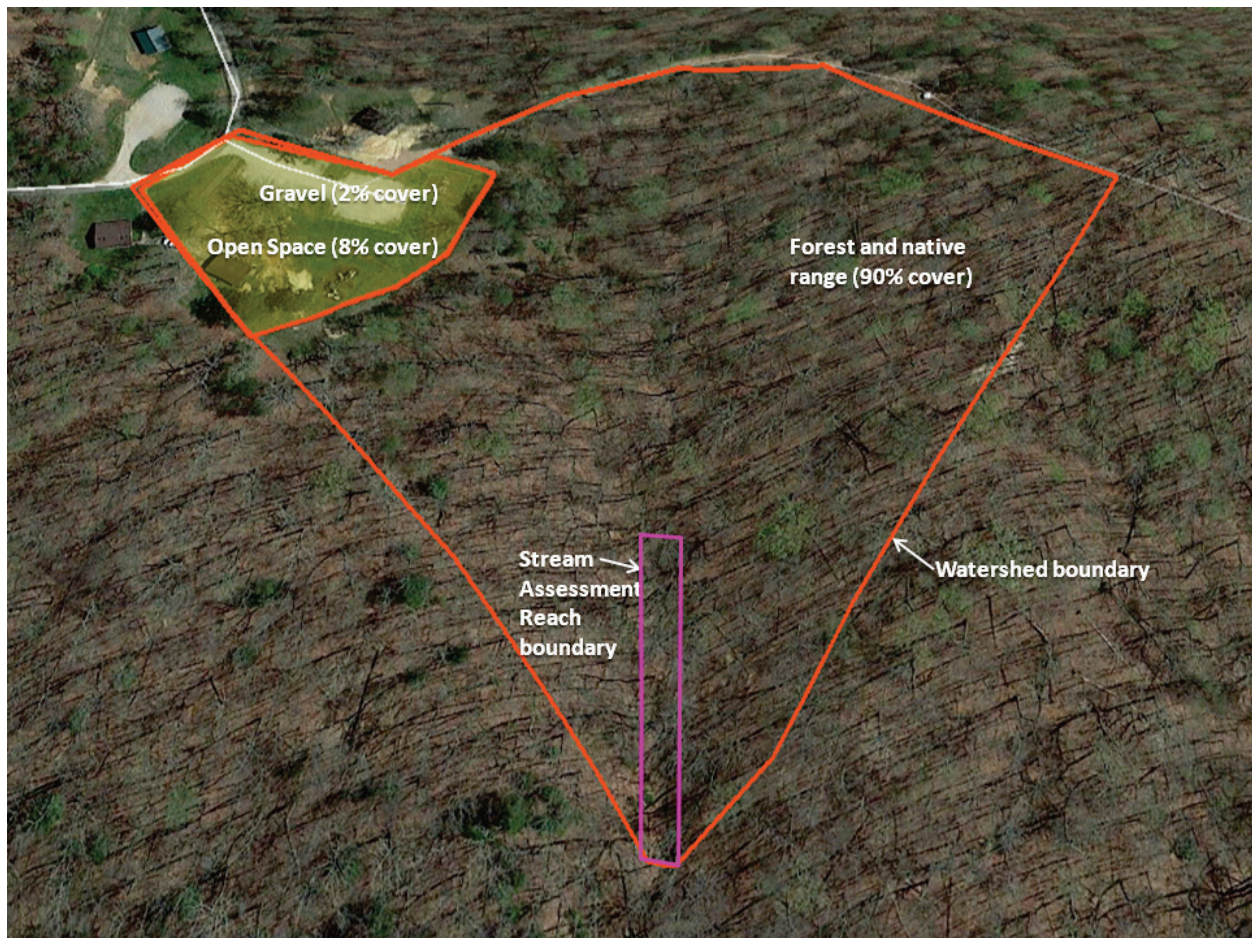 Gravel (2% cover)
Open Space (8% cover)
Forest and native
range (90% cover)
Stream
Assessment
Reach
boundary
Watershed boundary